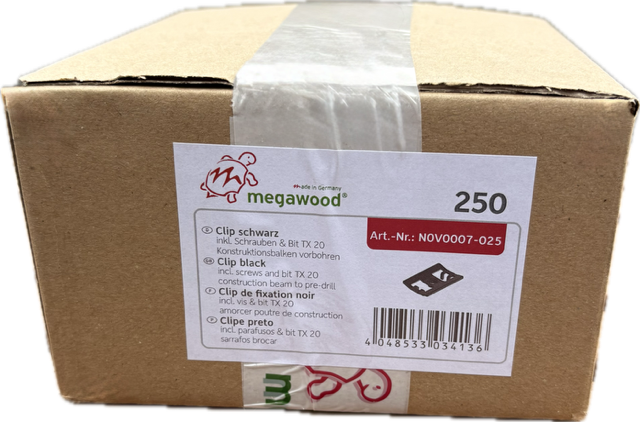 made in Germany
megawood®
250
Art.-Nr.: N0V0007-025
D Clip schwarz
inkl. Schrauben & Bit TX 20
Konstruktionsbalken vorbohren
GB Clip black
incl. screws and bit TX 20
construction beam to pre-drill
F Clip de fixation noir
incl. vis & bit TX 20
amorcer poutre de construction
P Clipe preto
incl. parafusos & bit TX 20
sarrafos brocar
4 048533 034136
m